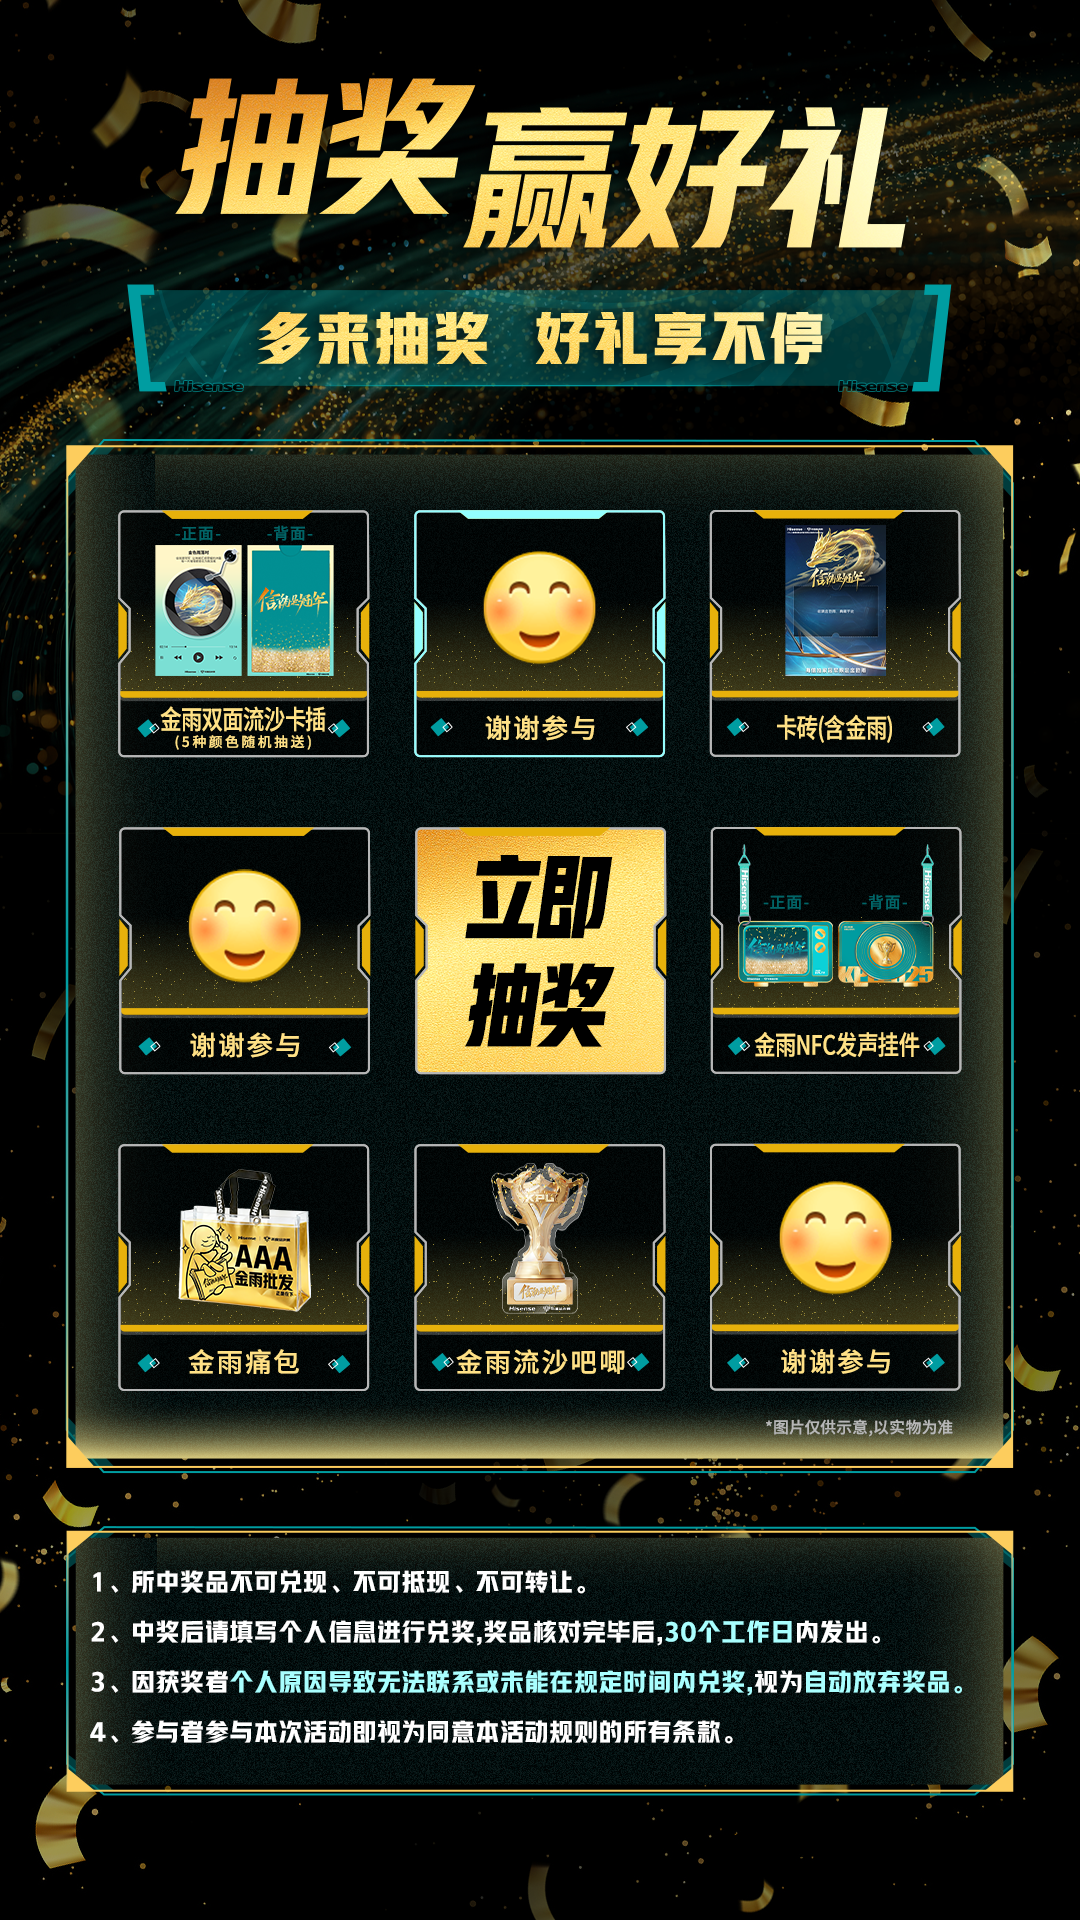 抽奖赢好礼
多来抽奖 好礼享不停
Hisense Hisense
-正面- -背面-
信沩是炬年
金雨双面流沙卡插
(5种颜色随机抽送)
谢谢参与
卡砖(含金雨)
谢谢参与
立即
抽奖
Hisense Hisense
-正面- -背面-
金雨NFC发声挂件
Hisense
AAA
金雨批发
金雨痛包
KPL
Hisense
金雨流沙吧唧
谢谢参与
*图片仅供示意,以实物为准
1、所中奖品不可兑现、不可抵现、不可转让。
2、中奖后请填写个人信息进行兑奖,奖品核对完毕后,30个工作日内发出。
3、因获奖者个人原因导致无法联系或未能在规定时间内兑奖,视为自动放弃奖品。
4、参与者参与本次活动即视为同意本活动规则的所有条款。